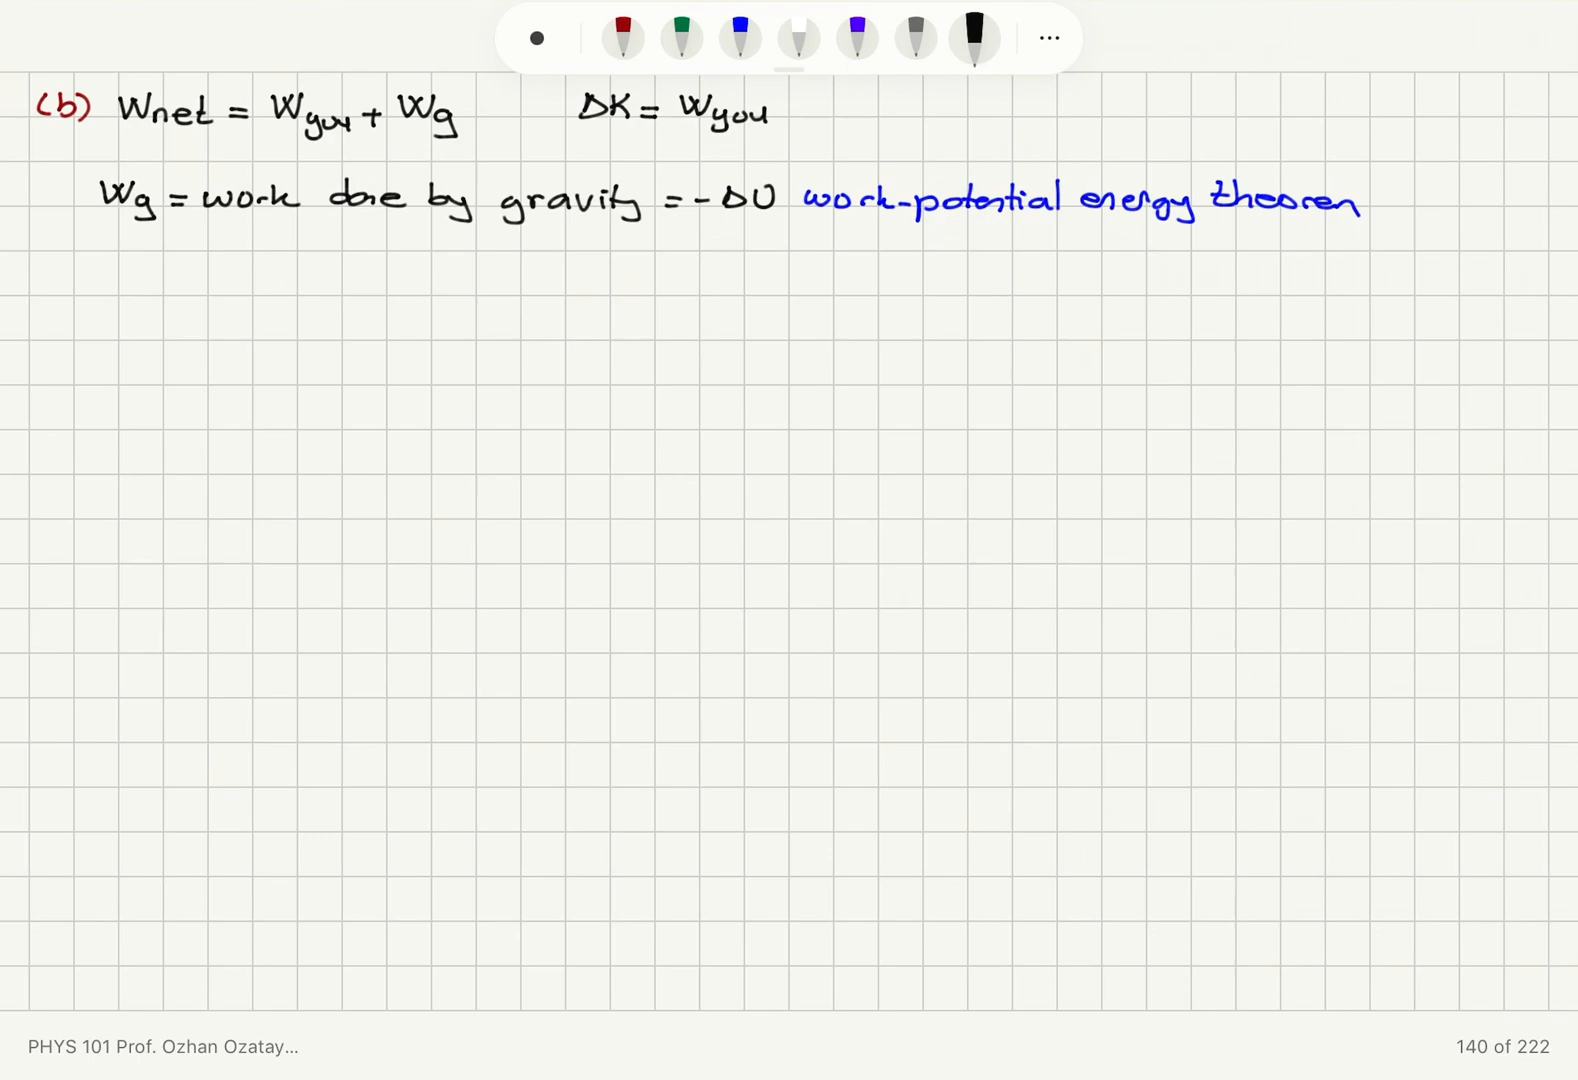 (b) Wnet = Wyou + Wg ΔK = Wyou
Wg = work done by gravity = -ΔU work-potential energy theorem
PHYS 101 Prof. Ozhan Ozatay...
140 of 222